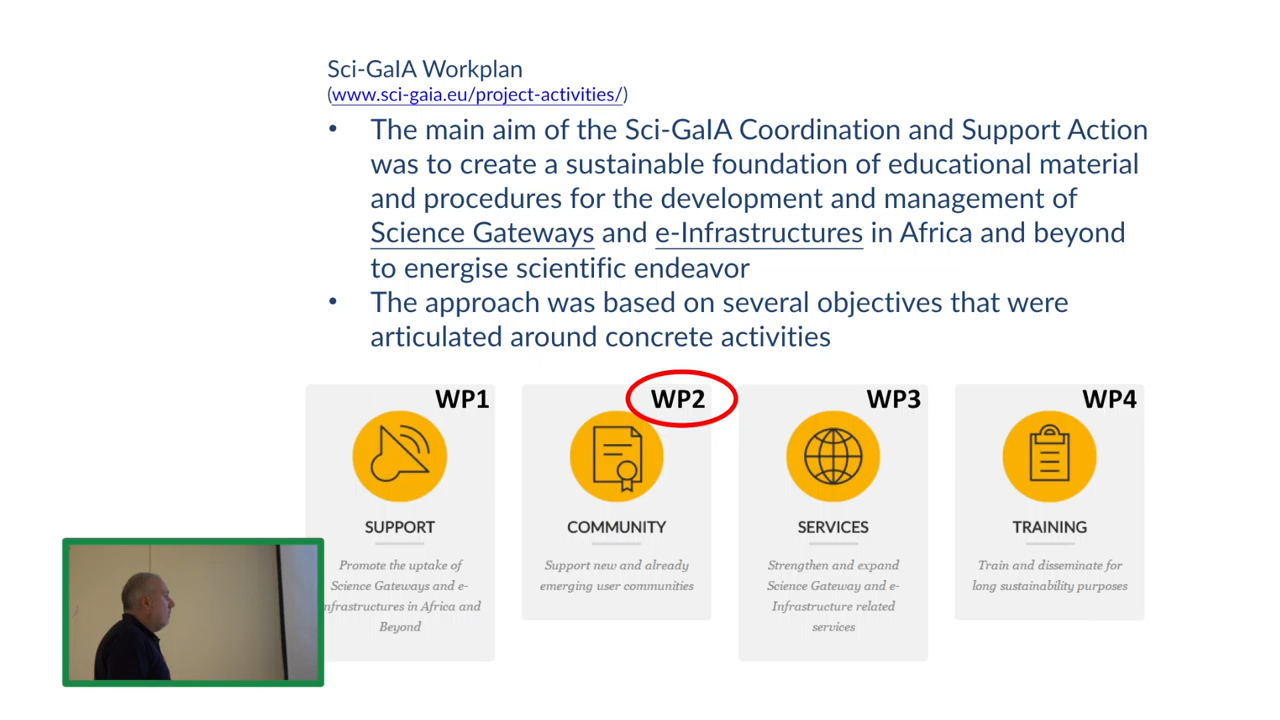 Sci-GaIA Workplan
(www.sci-gaia.eu/project-activities/)
• The main aim of the Sci-GaIA Coordination and Support Action
was to create a sustainable foundation of educational material
and procedures for the development and management of
Science Gateways and e-Infrastructures in Africa and beyond
to energise scientific endeavor
• The approach was based on several objectives that were
articulated around concrete activities
WP1
SUPPORT
Promote the uptake of
Science Gateways and e-
nfrastructures in Africa and
Beyond
WP2
COMMUNITY
Support new and already
emerging user communities
WP3
SERVICES
Strengthen and expand
Science Gateway and e-
Infrastructure related
services
WP4
TRAINING
Train and disseminate for
long sustainability purposes